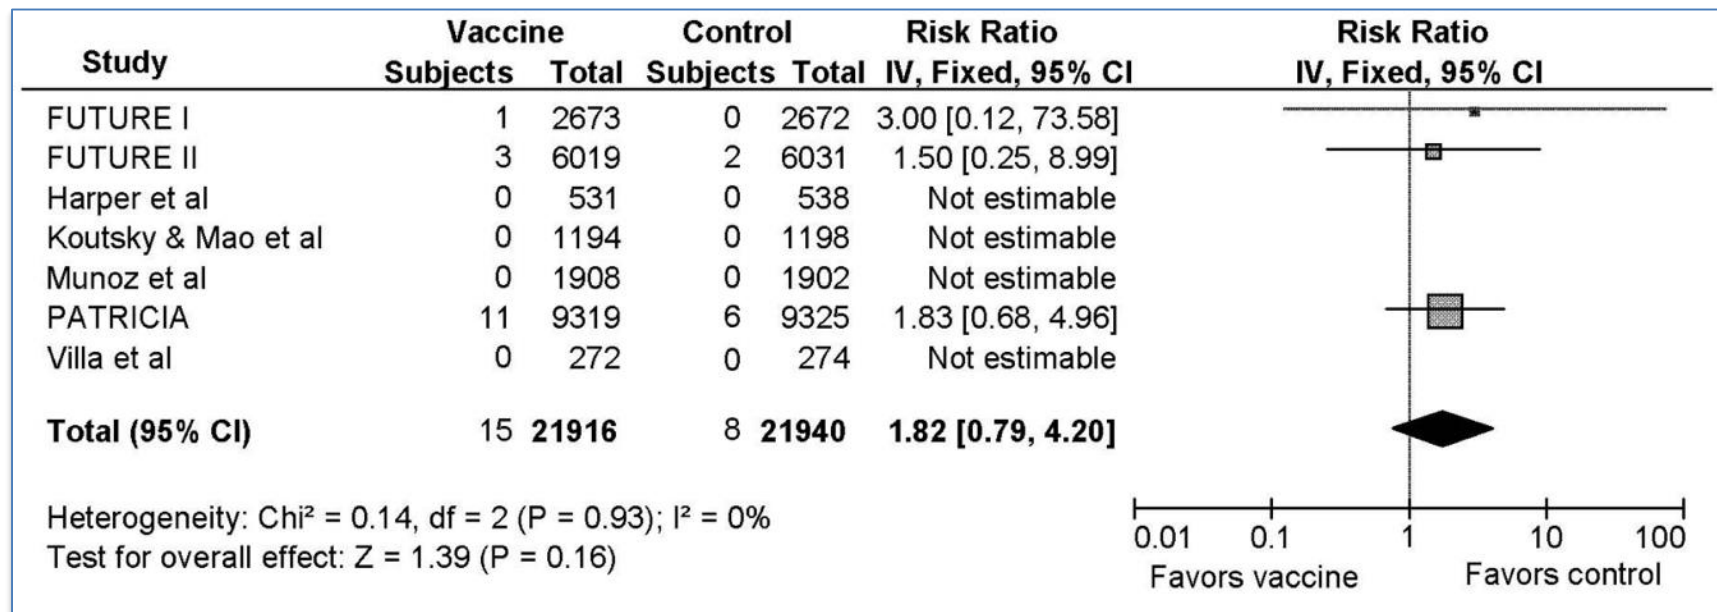 Vaccine Control Risk Ratio Risk Ratio
Study Subjects Total Subjects Total IV, Fixed, 95% CI IV, Fixed, 95% CI
FUTURE I 1 2673 0 2672 3.00 [0.12, 73.58]
FUTURE II 3 6019 2 6031 1.50 [0.25, 8.99]
Harper et al 0 531 0 538 Not estimable
Koutsky & Mao et al 0 1194 0 1198 Not estimable
Munoz et al 0 1908 0 1902 Not estimable
PATRICIA 11 9319 6 9325 1.83 [0.68, 4.96]
Villa et al 0 272 0 274 Not estimable
Total (95% CI) 15 21916 8 21940 1.82 [0.79, 4.20]
Heterogeneity: Chi² = 0.14, df = 2 (P = 0.93); I² = 0%
Test for overall effect: Z = 1.39 (P = 0.16)
0.01 0.1 1 10 100
Favors vaccine Favors control